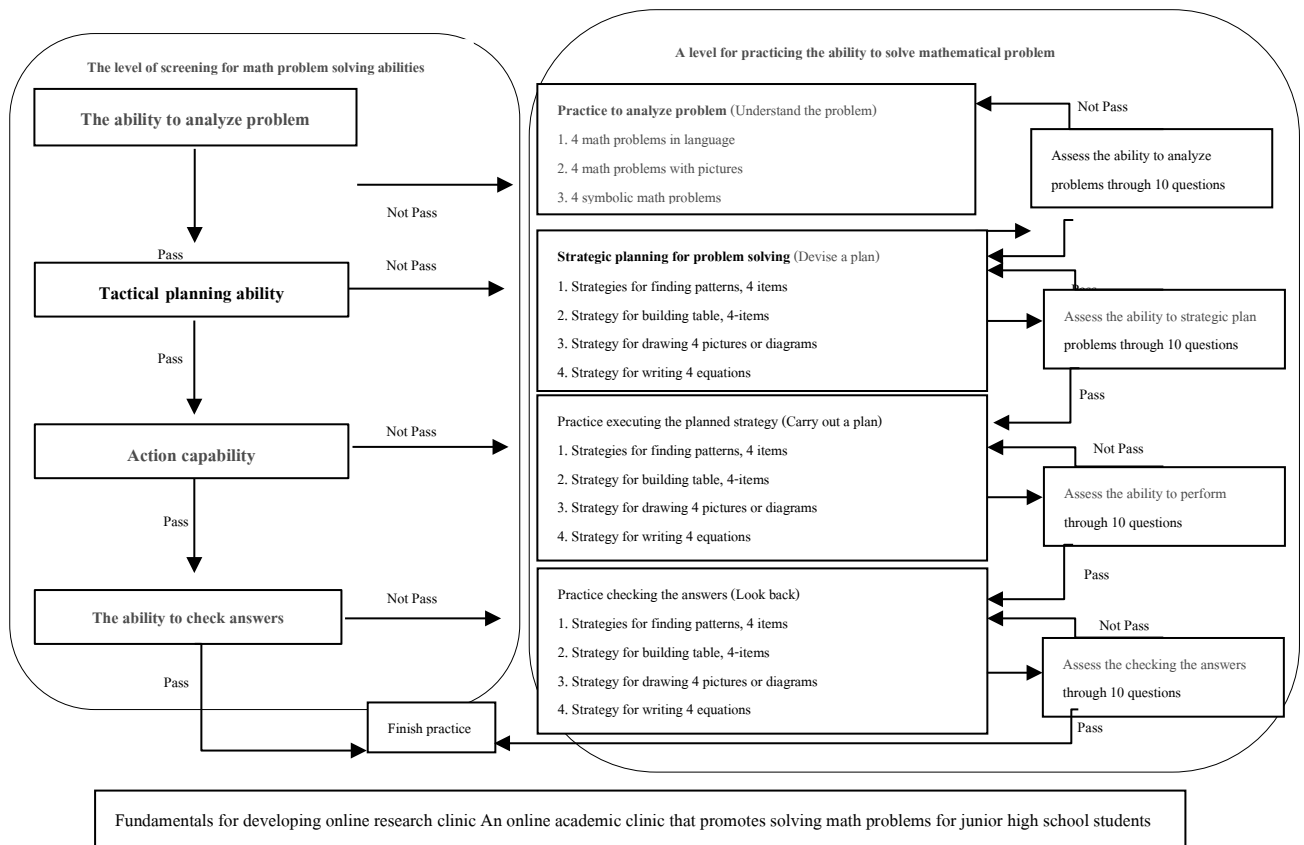 The level of screening for math problem solving abilities
The ability to analyze problem
Not Pass
Pass
Tactical planning ability
Not Pass
Pass
Action capability
Not Pass
Pass
The ability to check answers
Not Pass
Pass
Finish practice
A level for practicing the ability to solve mathematical problem
Practice to analyze problem (Understand the problem)
1. 4 math problems in language
2. 4 math problems with pictures
3. 4 symbolic math problems
Not Pass
Assess the ability to analyze
problems through 10 questions
Strategic planning for problem solving (Devise a plan)
1. Strategies for finding patterns, 4 items
2. Strategy for building table, 4-items
3. Strategy for drawing 4 pictures or diagrams
4. Strategy for writing 4 equations
Assess the ability to strategic plan
problems through 10 questions
Pass
Practice executing the planned strategy (Carry out a plan)
1. Strategies for finding patterns, 4 items
2. Strategy for building table, 4-items
3. Strategy for drawing 4 pictures or diagrams
4. Strategy for writing 4 equations
Not Pass
Assess the ability to perform
through 10 questions
Pass
Practice checking the answers (Look back)
1. Strategies for finding patterns, 4 items
2. Strategy for building table, 4-items
3. Strategy for drawing 4 pictures or diagrams
4. Strategy for writing 4 equations
Not Pass
Assess the checking the answers
through 10 questions
Pass
Fundamentals for developing online research clinic An online academic clinic that promotes solving math problems for junior high school students